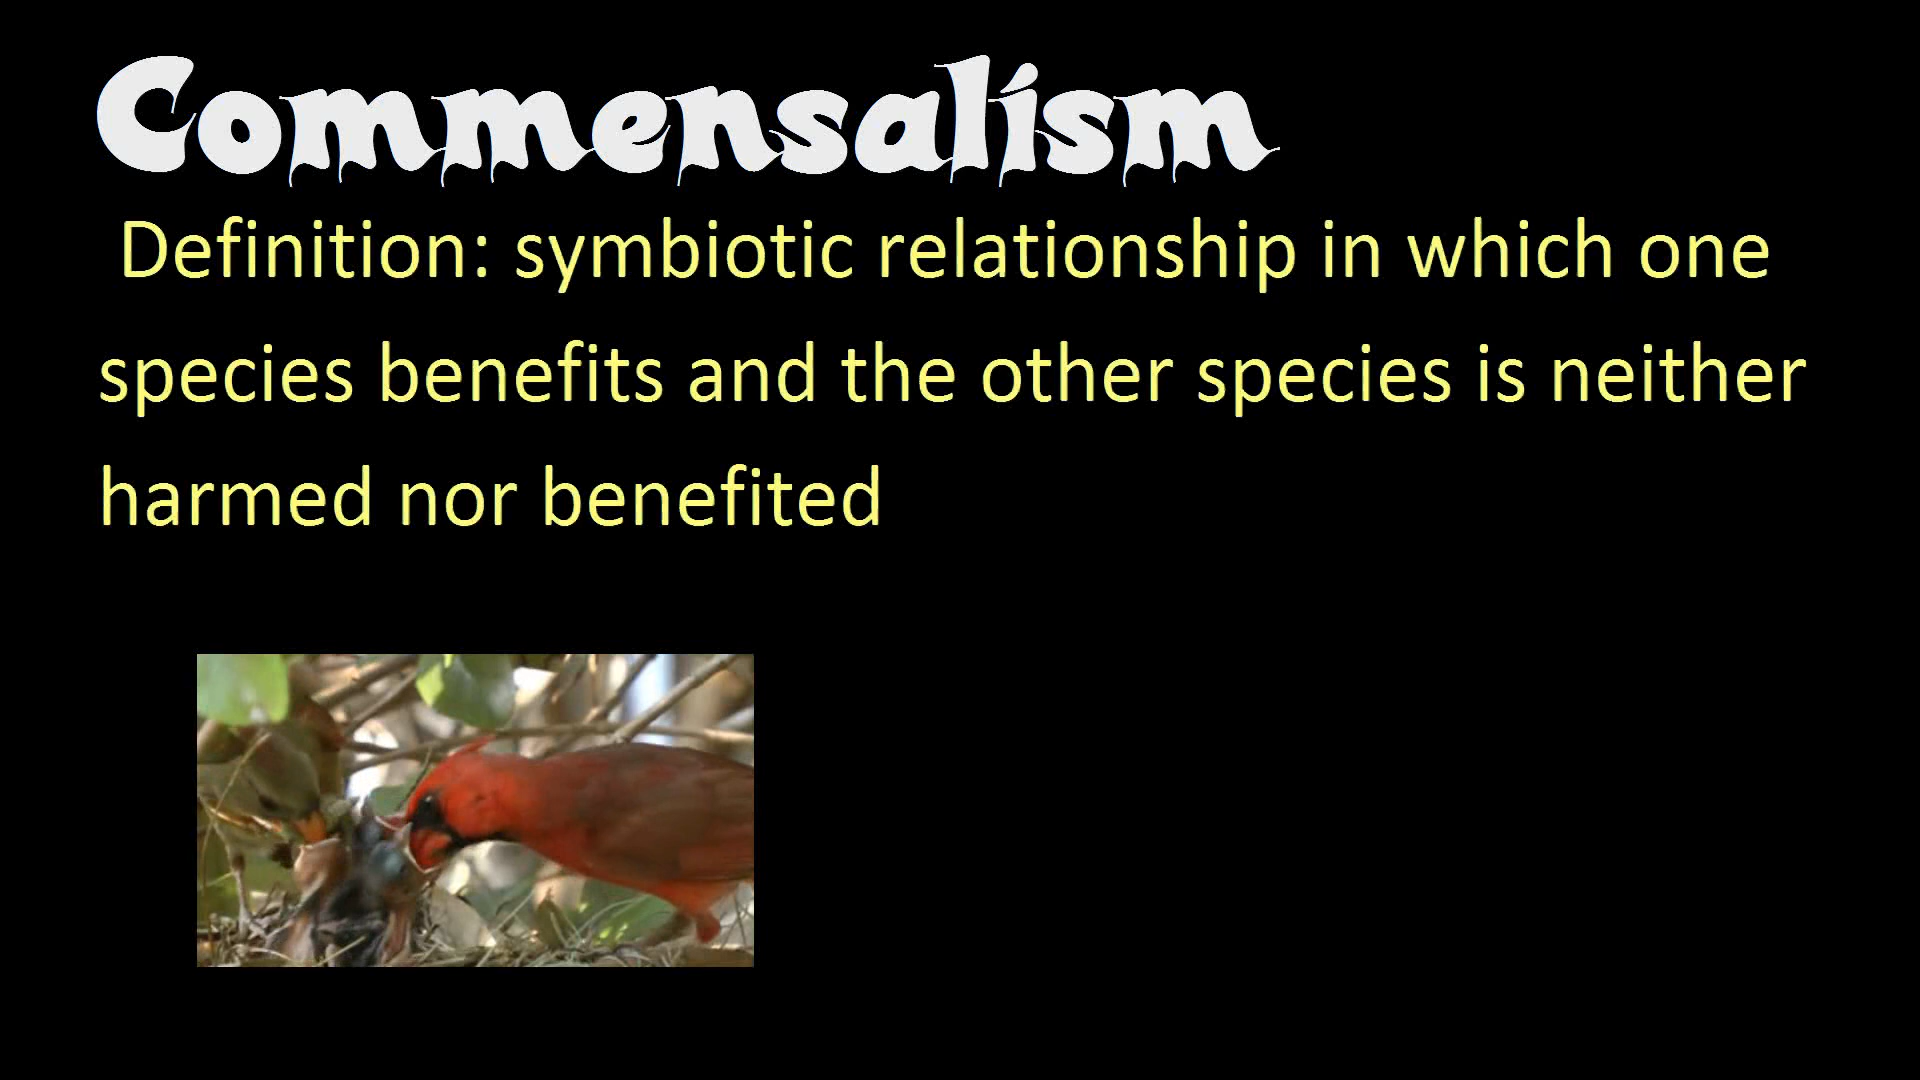 Commensalism
Definition: symbiotic relationship in which one
species benefits and the other species is neither
harmed nor benefited